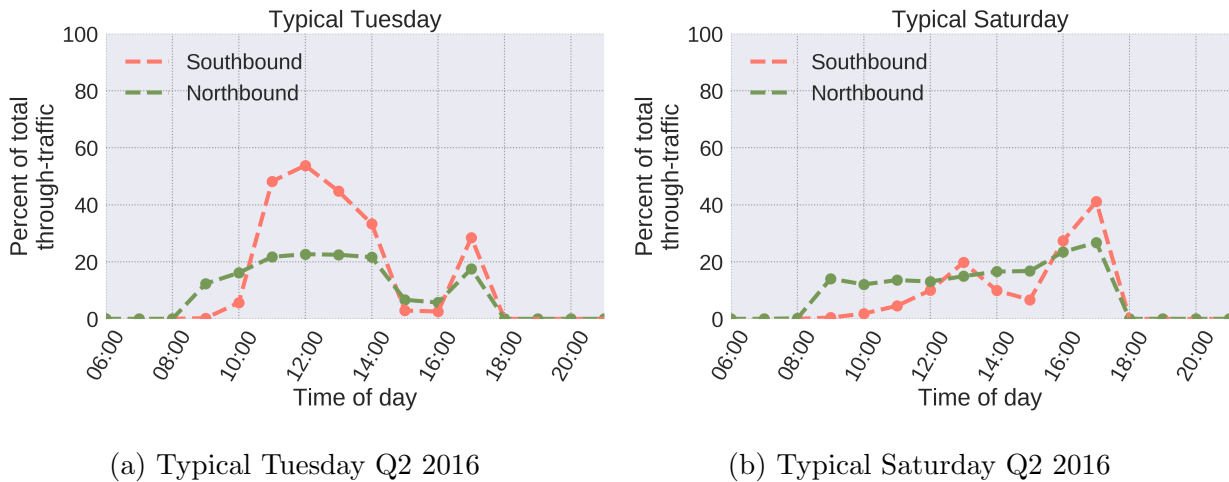 Typical Tuesday
Percent of total
through-traffic
100
80
60
40
20
0
Southbound
Northbound
06:00
08:00
10:00
12:00
14:00
16:00
18:00
20:00
Time of day
(a) Typical Tuesday Q2 2016
Typical Saturday
Percent of total
through-traffic
100
80
60
40
20
0
Southbound
Northbound
06:00
08:00
10:00
12:00
14:00
16:00
18:00
20:00
Time of day
(b) Typical Saturday Q2 2016